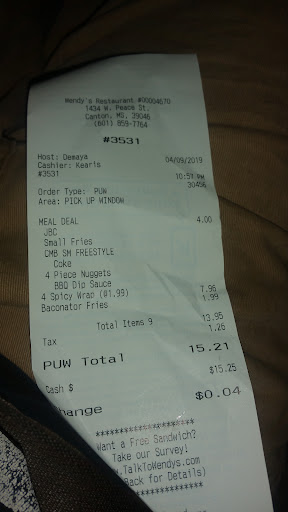 Wendy's Restaurant #00004670
1434 W. Peace St.
Canton, MS. 39046
(601) 859-7764
#3531
Host: Demaya 04/09/2019
Cashier: Kearis
#3531 10:57 PM
30406
Order Type: PUW
Area: PICK UP WINDOW
MEAL DEAL 4.00
JBC
Small Fries
CMB SM FREESTYLE
Coke
4 Piece Nuggets
BBQ Dip Sauce
4 Spicy Wrap (#1.99) 7.96
Baconator Fries 1.99
Total Items 9 13.95
Tax 1.26
PUW Total 15.21
Cash $ $15.25
hange $0.04
********************
Want a Free Sandwich?
Take our Survey!
.TalkToWendys.com
Back for Details)
**************